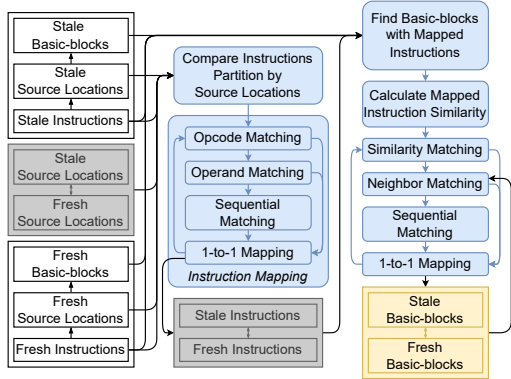 Stale
Basic-blocks
Stale
Source Locations
Stale Instructions
Stale
Source Locations
Fresh
Source Locations
Fresh
Basic-blocks
Fresh
Source Locations
Fresh Instructions
Compare Instructions
Partition by
Source Locations
Opcode Matching
Operand Matching
Sequential
Matching
1-to-1 Mapping
Instruction Mapping
Stale Instructions
Fresh Instructions
Find Basic-blocks
with Mapped
Instructions
Calculate Mapped
Instruction Similarity
Similarity Matching
Neighbor Matching
Sequential
Matching
1-to-1 Mapping
Stale
Basic-blocks
Fresh
Basic-blocks